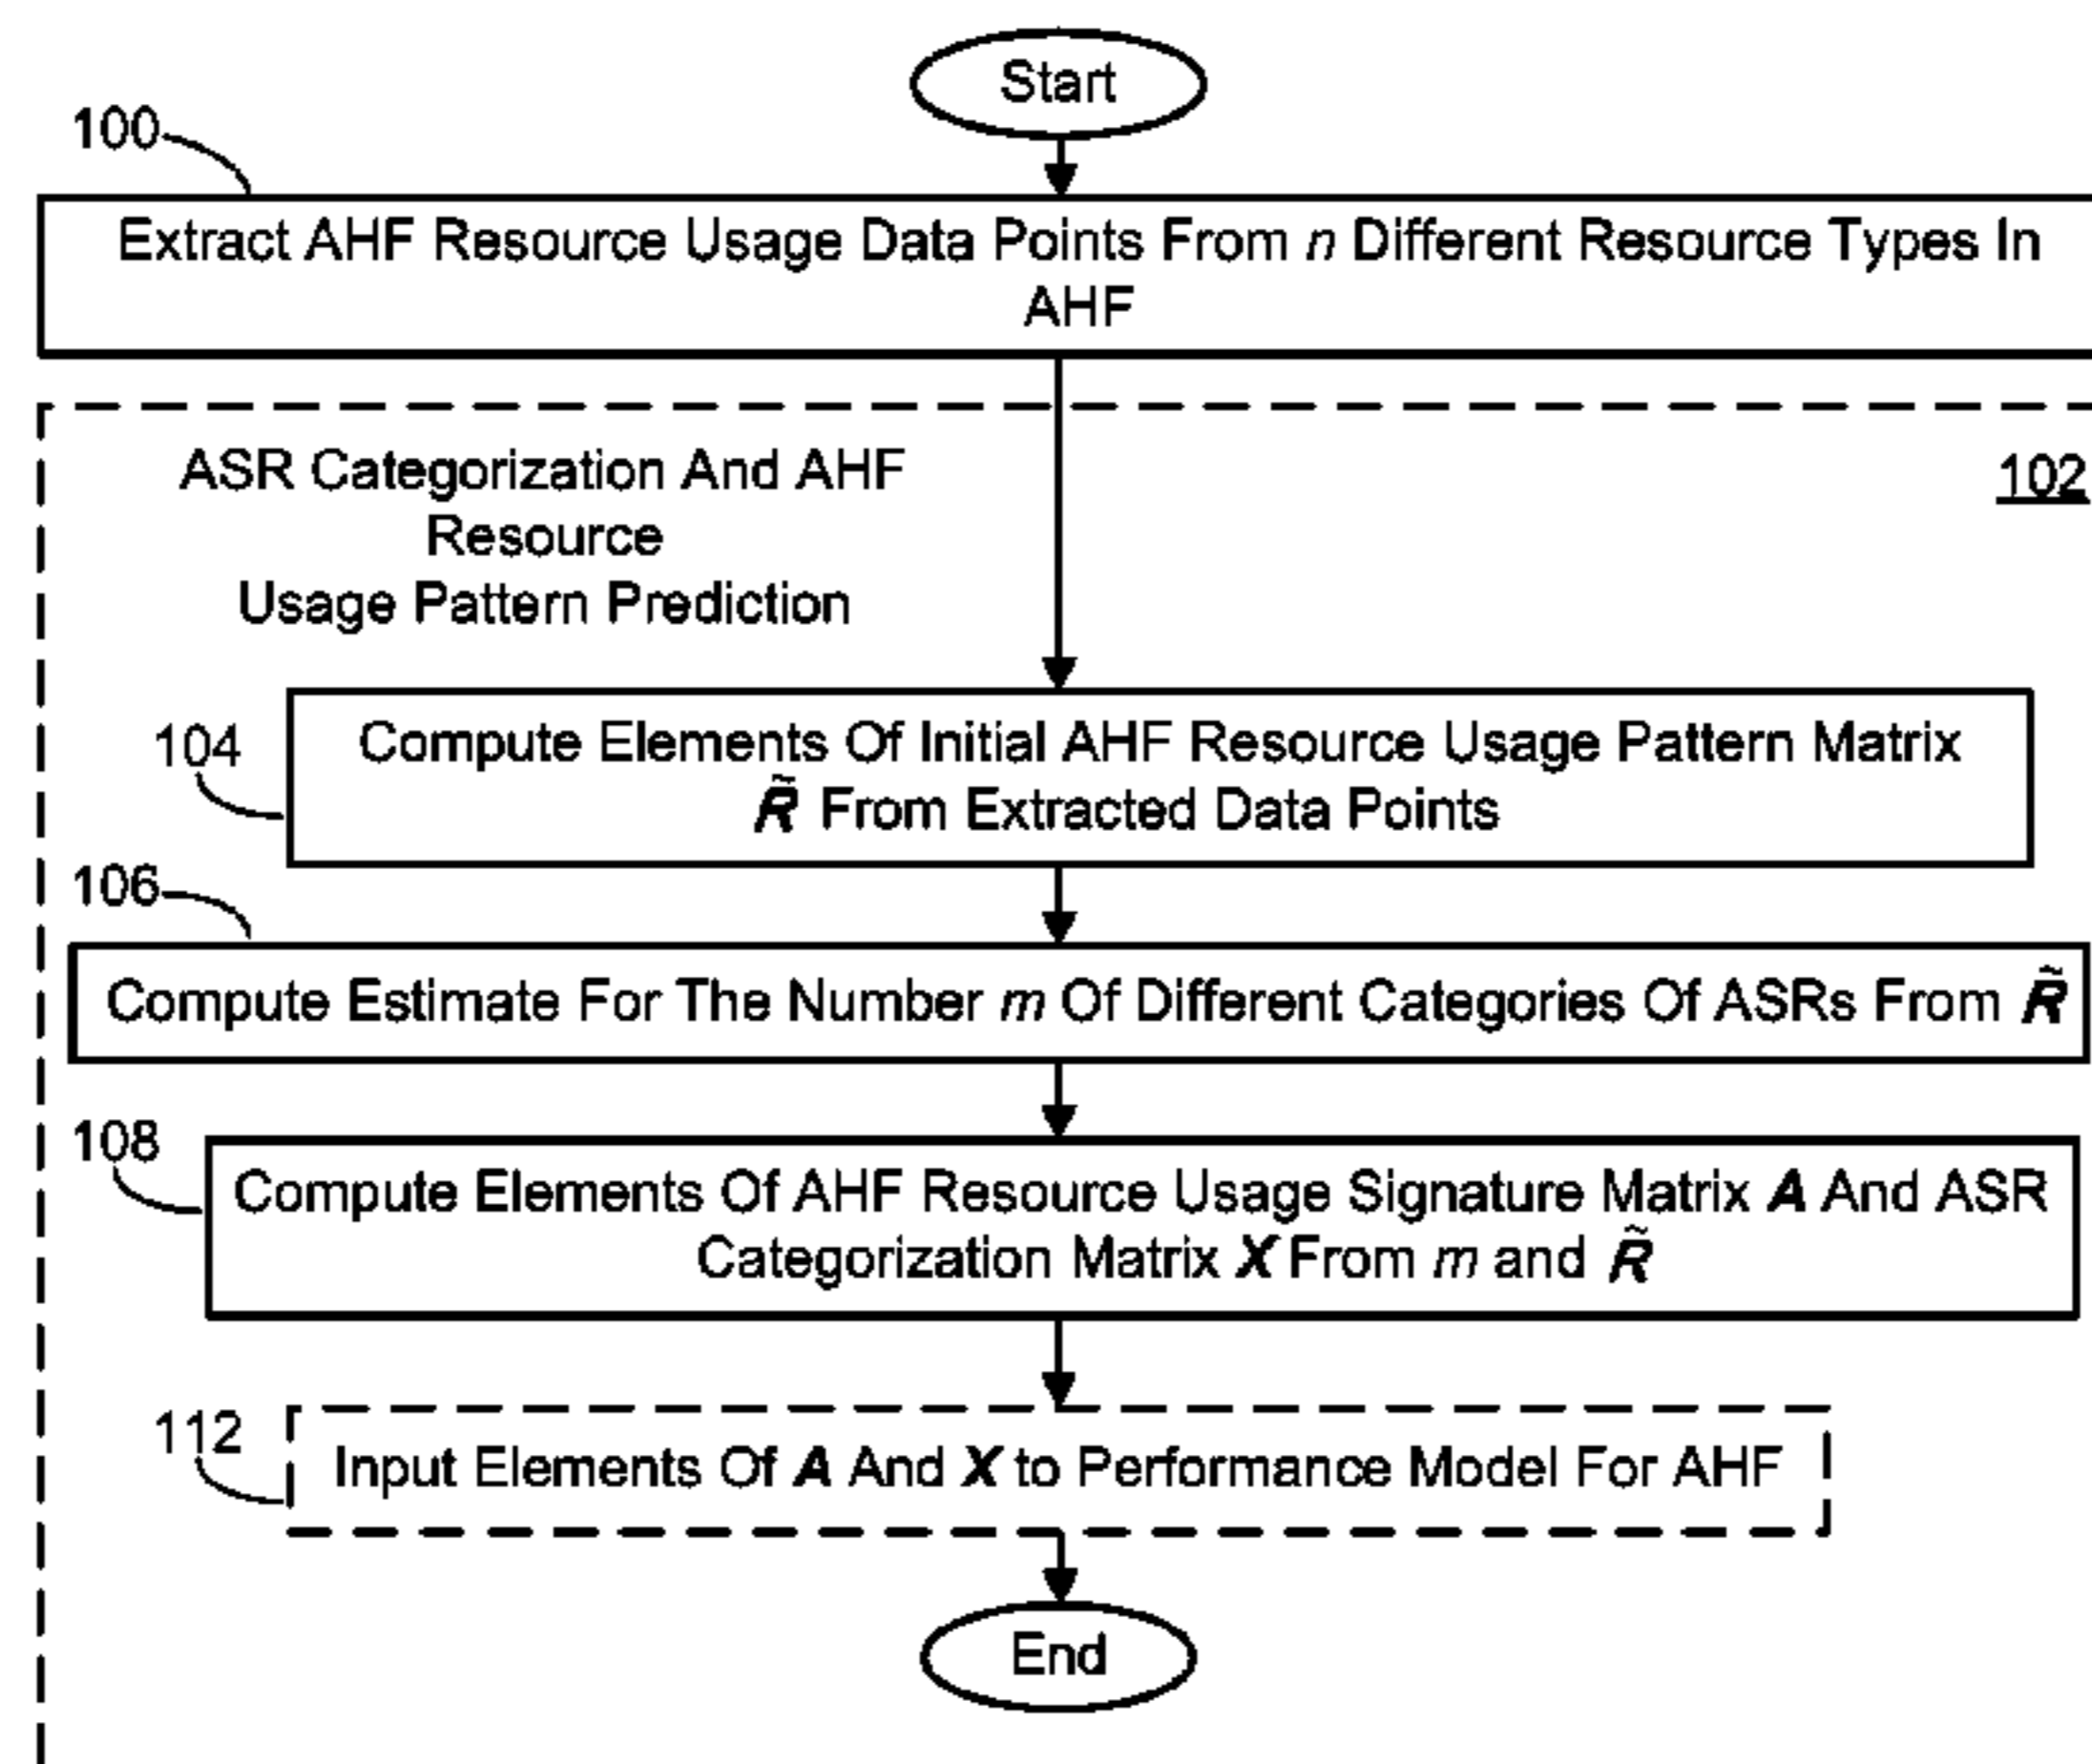 Start
100
Extract AHF Resource Usage Data Points From n Different Resource Types In
AHF
ASR Categorization And AHF
Resource
Usage Pattern Prediction
102
104
Compute Elements Of Initial AHF Resource Usage Pattern Matrix
R̃ From Extracted Data Points
106
Compute Estimate For The Number m Of Different Categories Of ASRs From R̃
108
Compute Elements Of AHF Resource Usage Signature Matrix A And ASR
Categorization Matrix X From m and R̃
112
Input Elements Of A And X to Performance Model For AHF
End